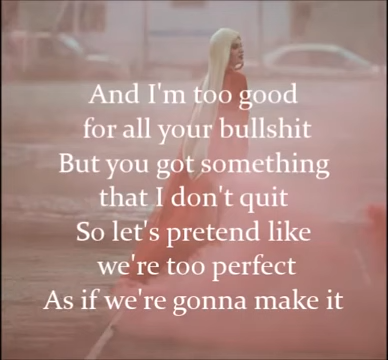 And I'm too good
for all your bullshit
But you got something
that I don't quit
So let's pretend like
we're too perfect
As if we're gonna make it